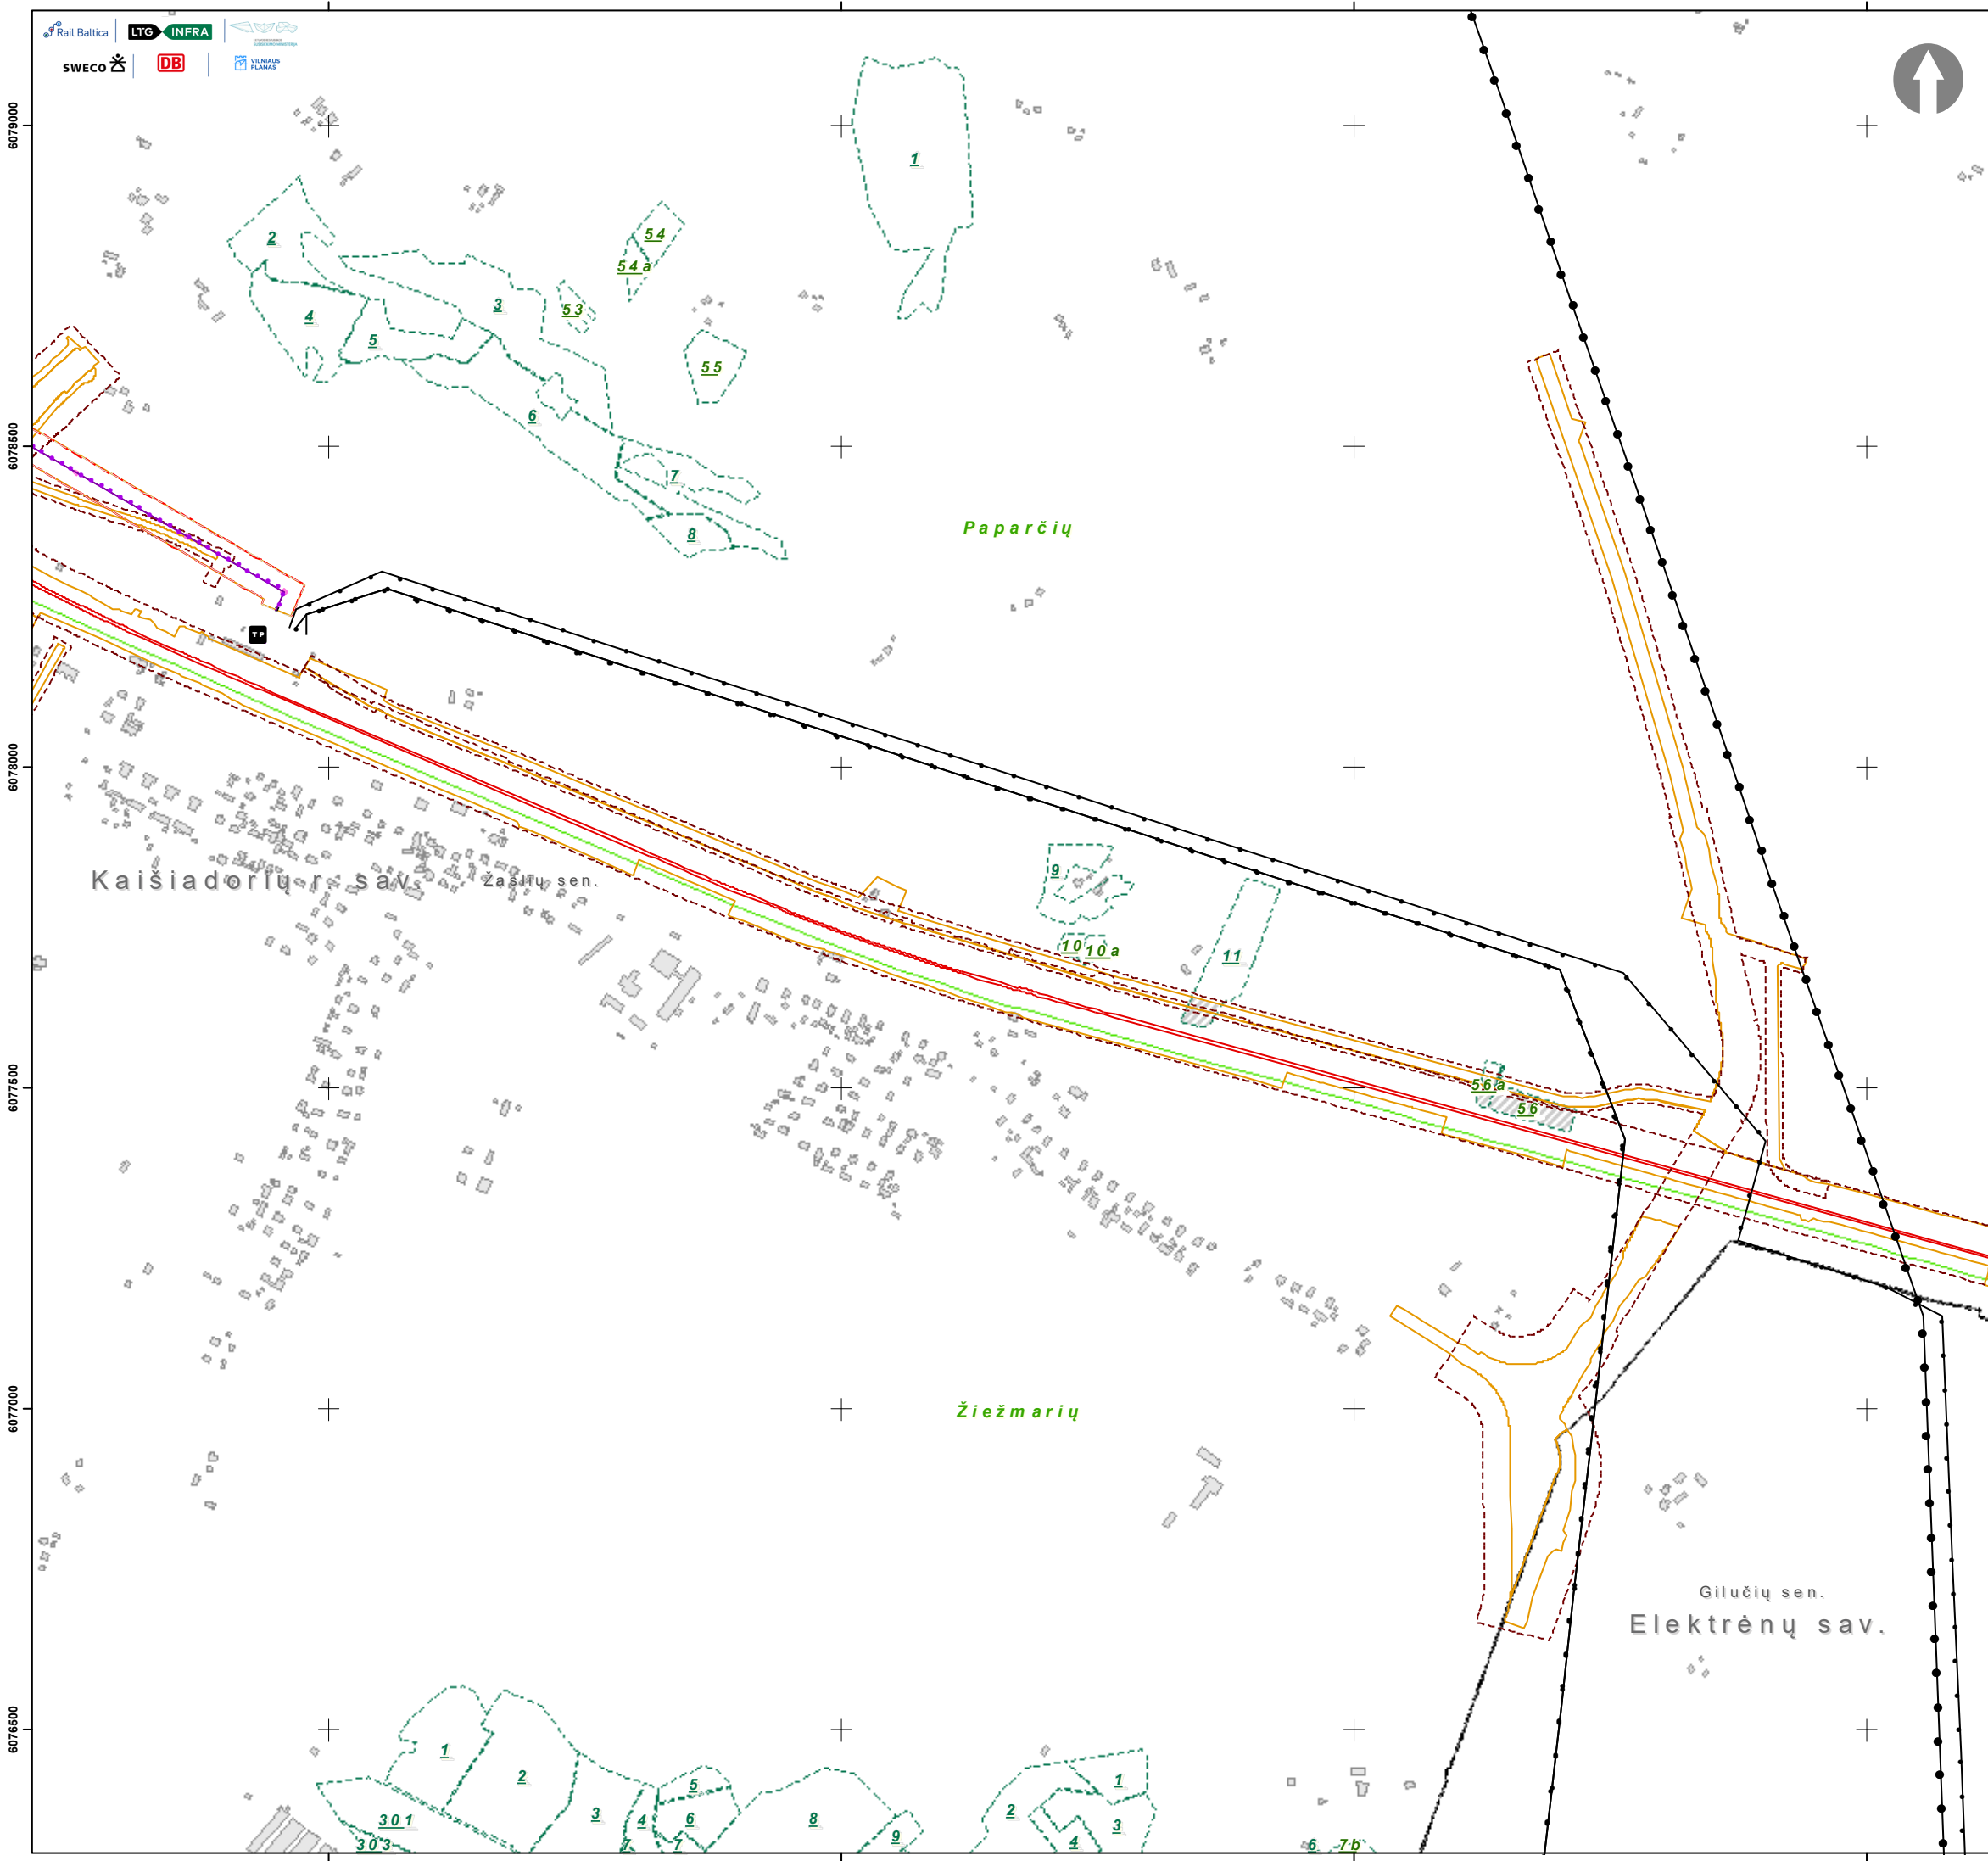 Rail Baltica
LTG INFRA
SWECO
DB
VILNIAUS
PLANAS
6079000
6078500
6078000
6077500
6077000
6076500
1
2
54
54a
3
53
4
5
55
6
7
8
Paparčių
TP
Kaišiadorių r. sav.
Žaslių sen.
9
10
10a
11
56a
56
Žiežmarių
Gilučių sen.
Elektrėnų sav.
1
2
5
301
3
4
6
8
9
303
7
7
1
2
3
4
6
7b